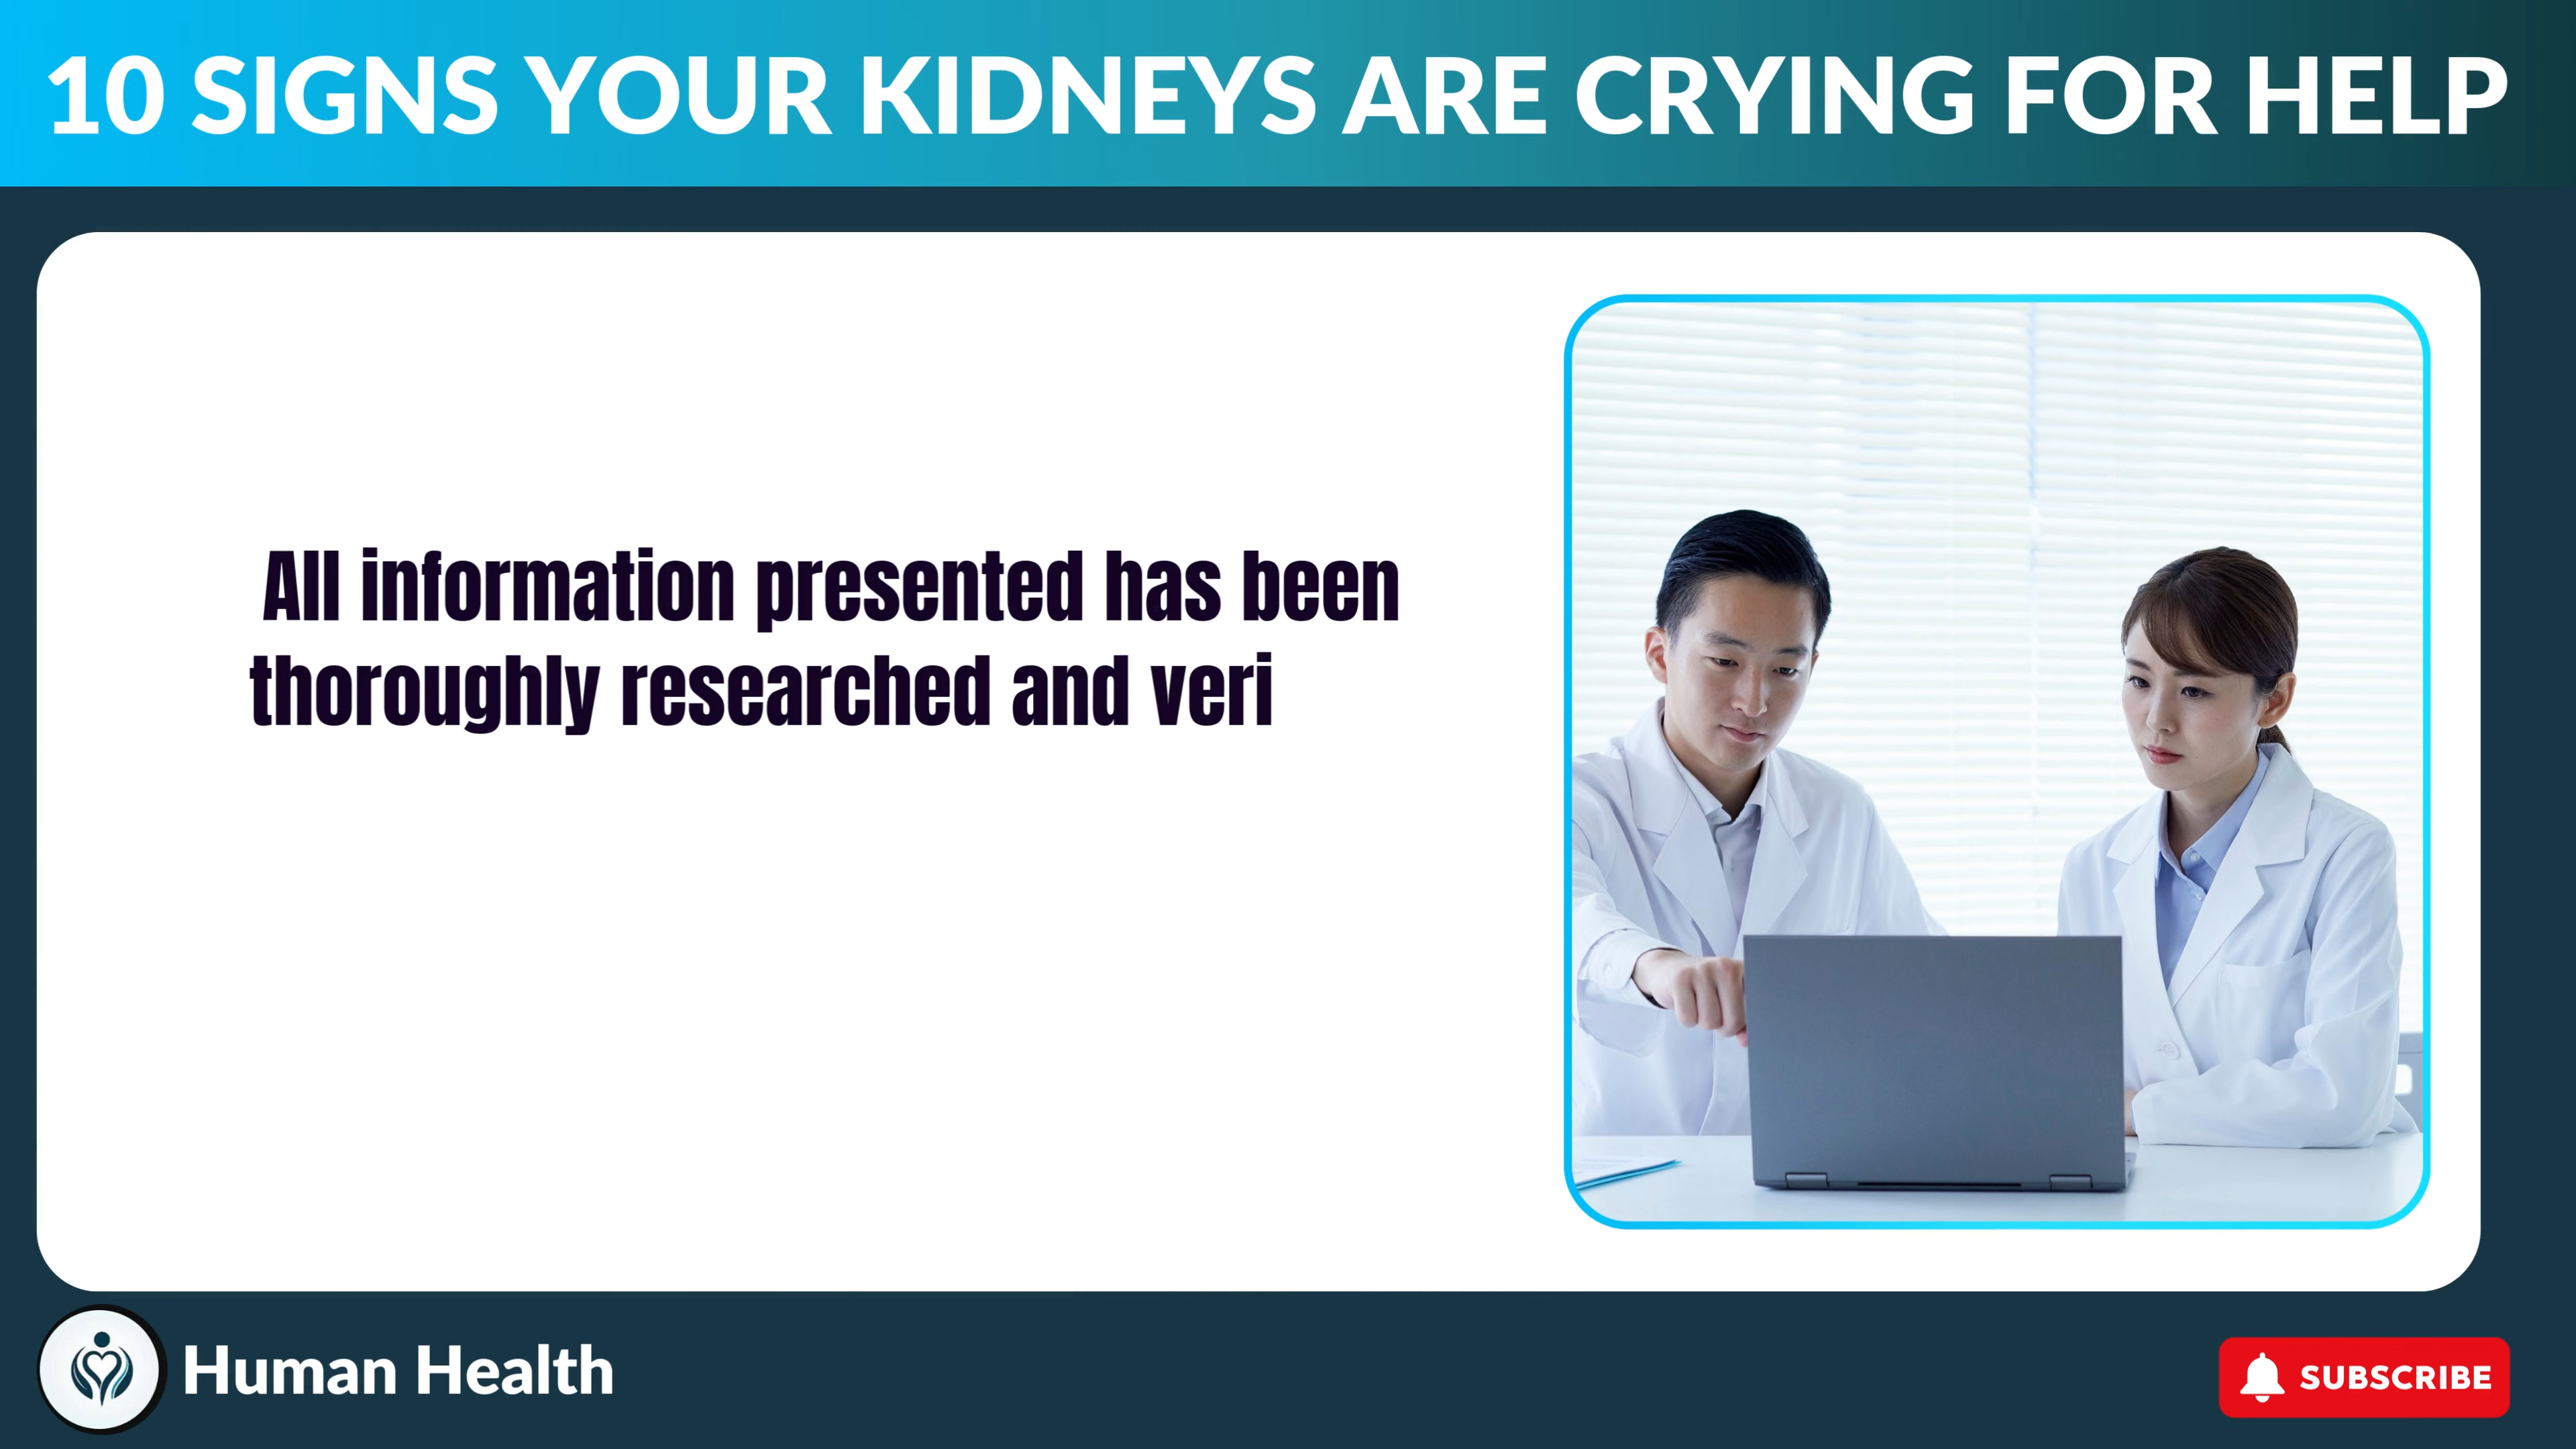 10 SIGNS YOUR KIDNEYS ARE CRYING FOR HELP
All information presented has been
thoroughly researched and veri
Human Health
SUBSCRIBE